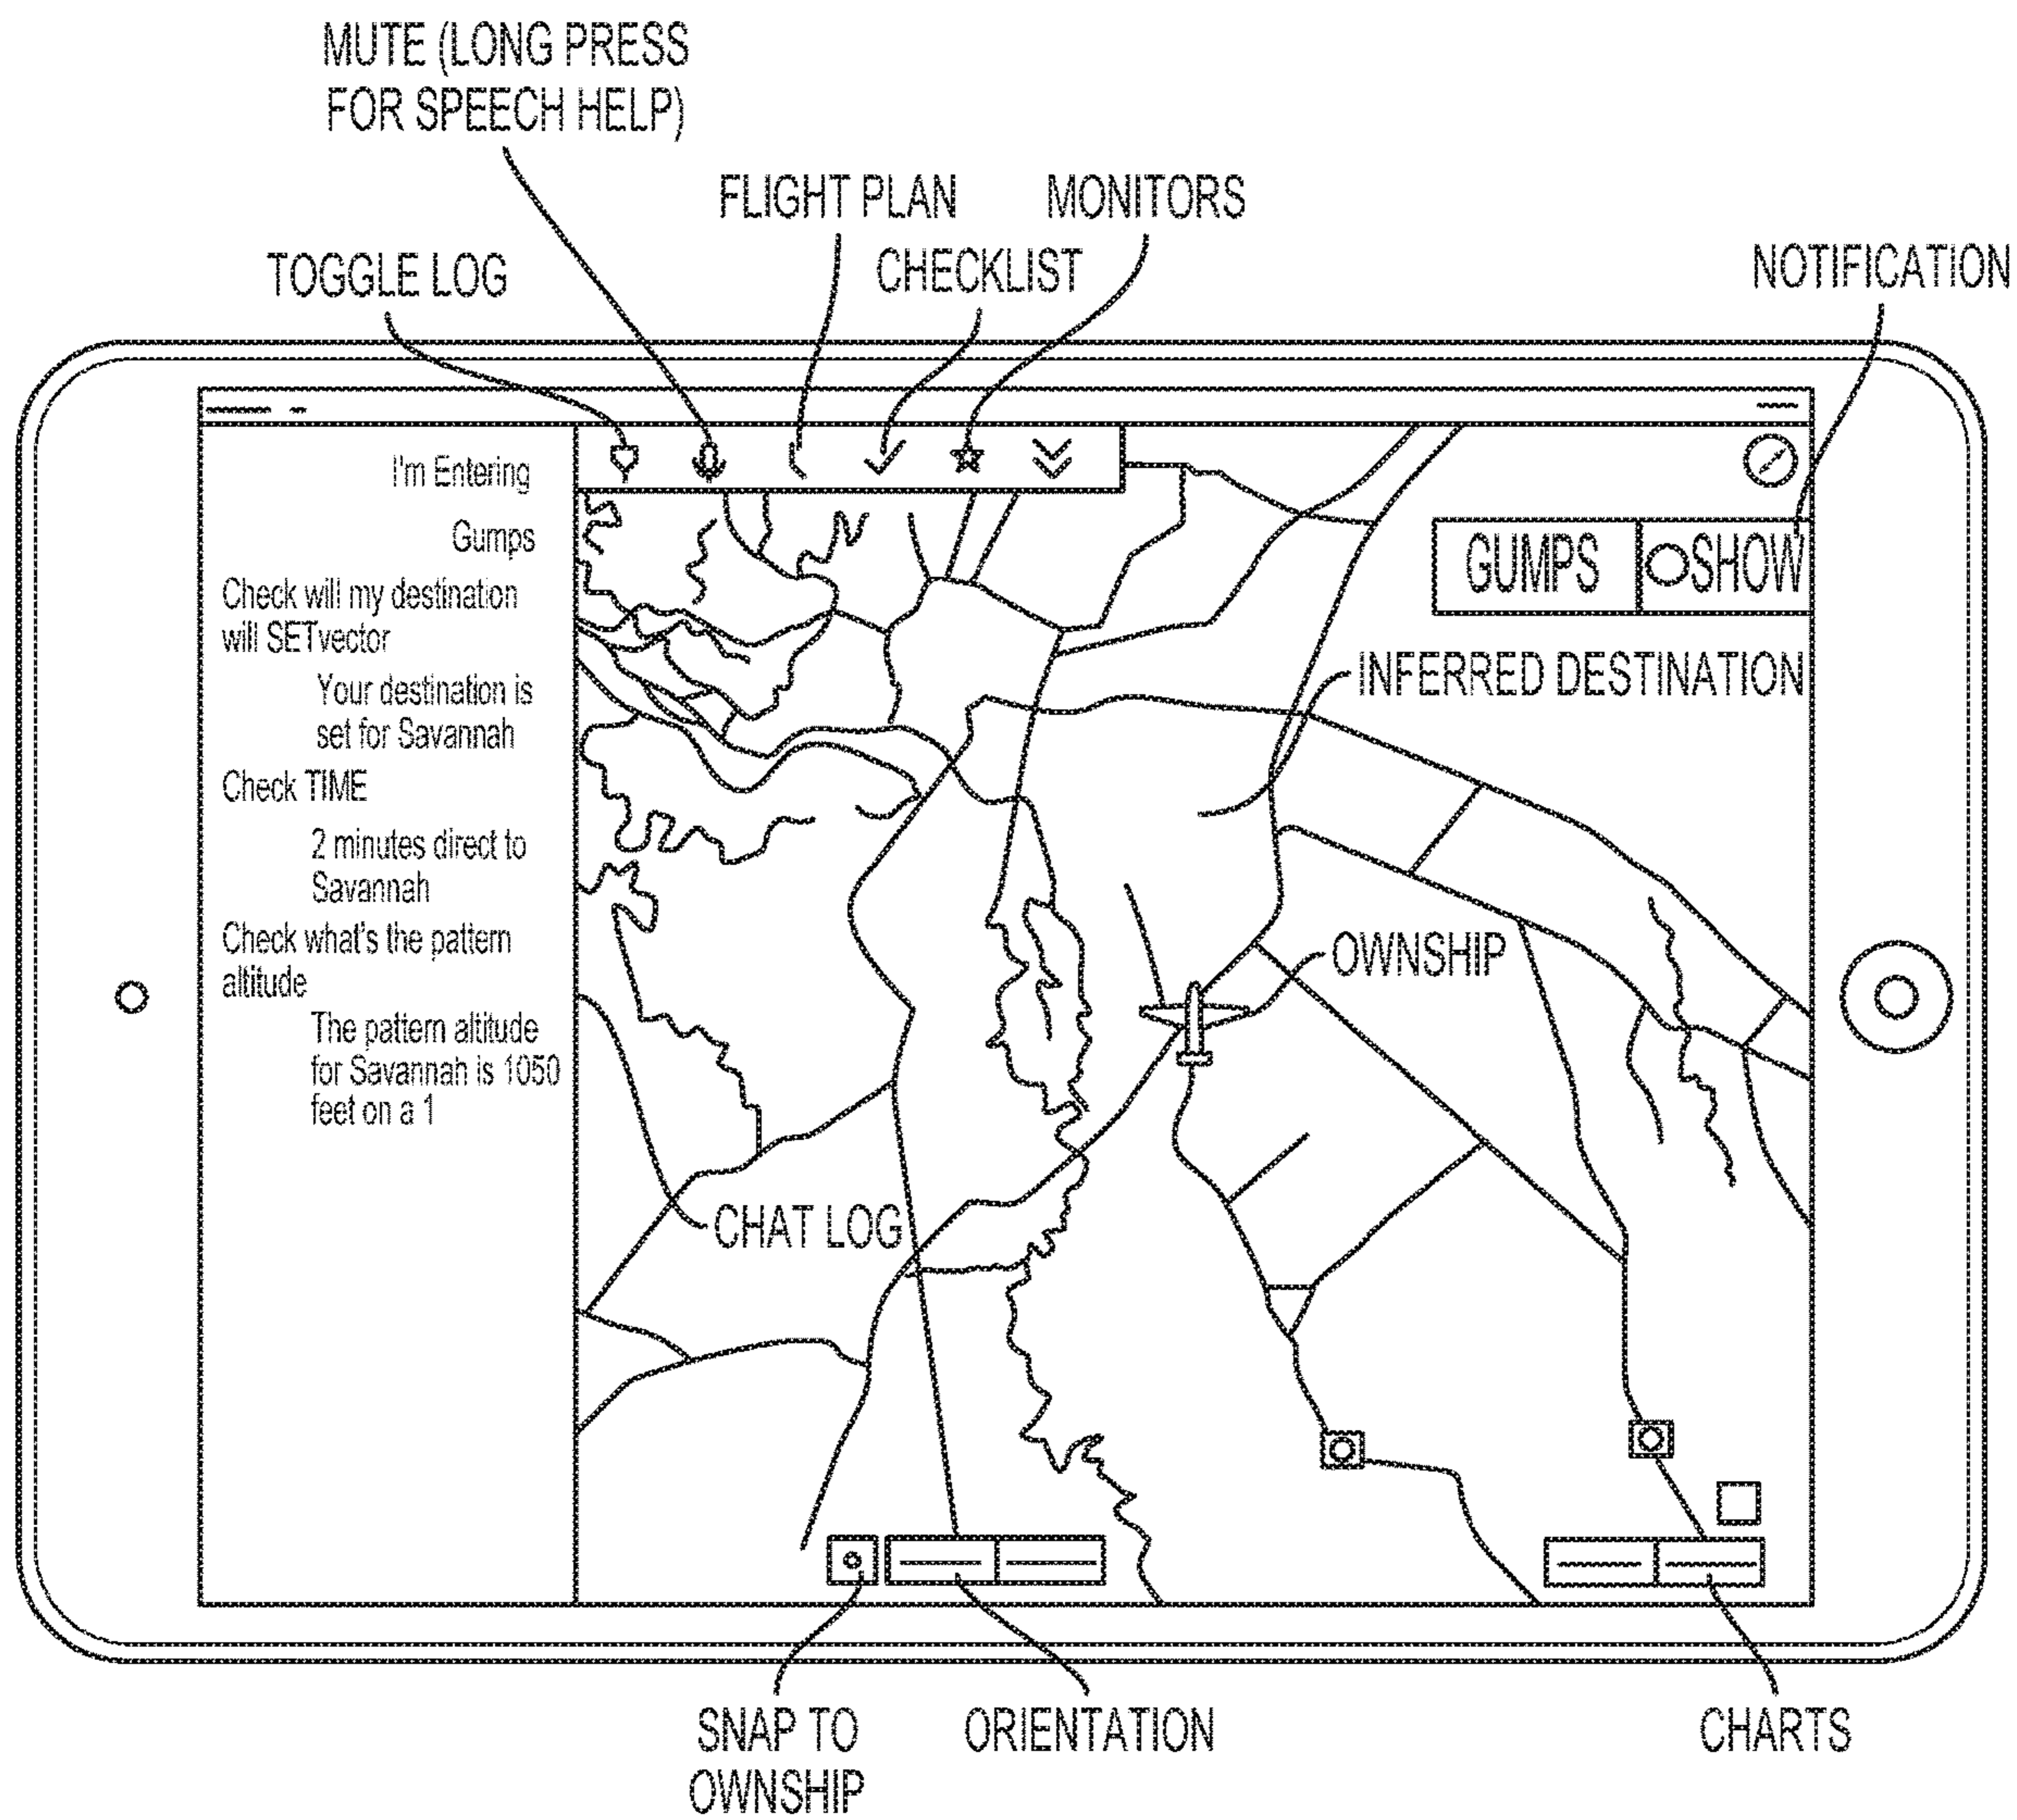 MUTE (LONG PRESS
FOR SPEECH HELP)
FLIGHT PLAN
MONITORS
TOGGLE LOG
CHECKLIST
NOTIFICATION
I'm Entering
Gumps
Check will my destination
will SETvector
Your destination is
set for Savannah
Check TIME
2 minutes direct to
Savannah
Check what's the pattern
altitude
The pattern altitude
for Savannah is 1050
feet on a 1
GUMPS
SHOW
INFERRED DESTINATION
OWNSHIP
CHAT LOG
SNAP TO
OWNSHIP
ORIENTATION
CHARTS